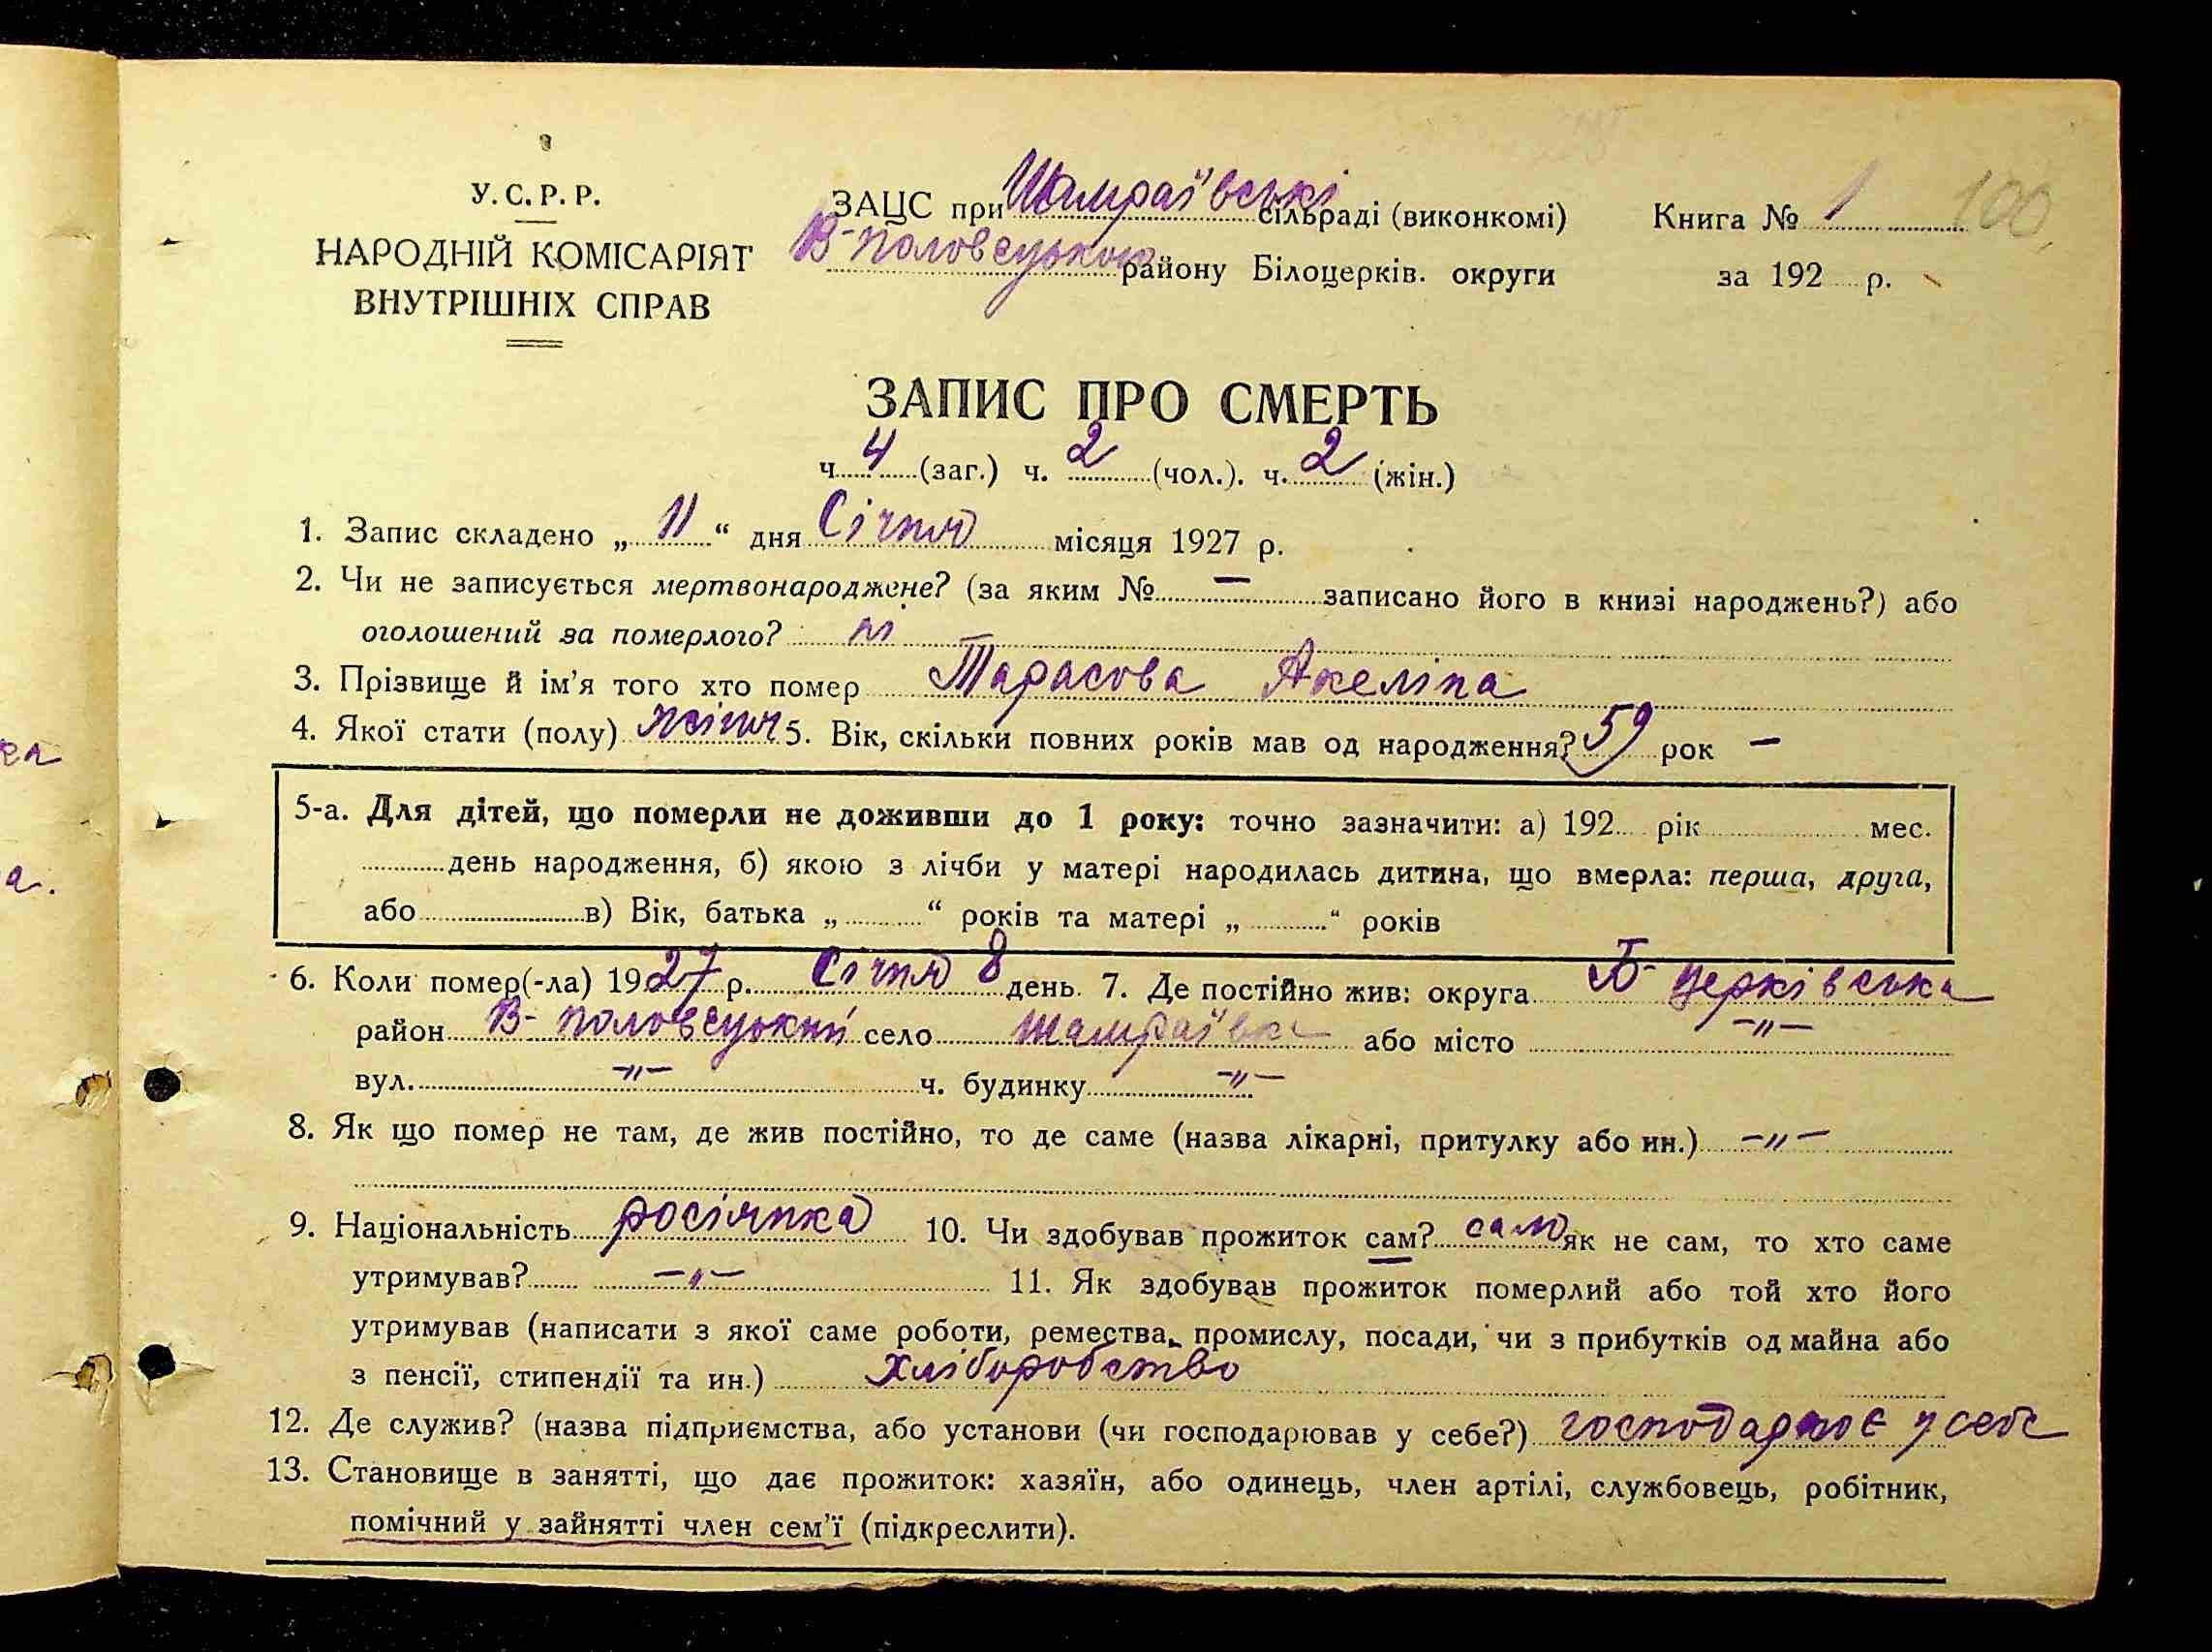 У.С.Р.Р.
НАРОДНІЙ КОМІСАРІЯТ
ВНУТРІШНІХ СПРАВ
ЗАЦС при Шамраївські сільраді (виконкомі)
В-Половецького району Білоцерків. округи
Книга № 1 100
за 192 р.
ЗАПИС ПРО СМЕРТЬ
ч. 4 (заг.) ч. 2 (чол.). ч. 2 (жін.)
1. Запис складено „ 11 “ дня Січня місяця 1927 р.
2. Чи не записується мертвонароджене? (за яким № — записано його в книзі народжень?) або
оголошений за померлого? ні
3. Прізвище й ім’я того хто помер Тарасова Акеліна
4. Якої стати (полу) жіноч 5. Вік, скільки повних років мав од народження? 59 рок —
5-а. Для дітей, що померли не доживши до 1 року: точно зазначити: а) 192 рік мес.
день народження, б) якою з лічби у матері народилась дитина, що вмерла: перша, друга,
або в) Вік, батька „ “ років та матері „ “ років
6. Коли помер(-ла) 1927 р. Січня 8 день. 7. Де постійно жив: округа Б-Церківська
район В-Половецький село Шамраївка або місто -"-
вул. -"- ч. будинку -"-
8. Як що помер не там, де жив постійно, то де саме (назва лікарні, притулку або ин.) -"-
9. Національність росіянка 10. Чи здобував прожиток сам? сама як не сам, то хто саме
утримував? -"- 11. Як здобував прожиток померлий або той хто його
утримував (написати з якої саме роботи, ремества, промислу, посади, чи з прибутків од майна або
з пенсії, стипендії та ин.) Хліборобство
12. Де служив? (назва підприємства, або установи (чи господарював у себе?) господарює у себе
13. Становище в занятті, що дає прожиток: хазяїн, або одинець, член артілі, службовець, робітник,
помічний у зайнятті член сем’ї (підкреслити).